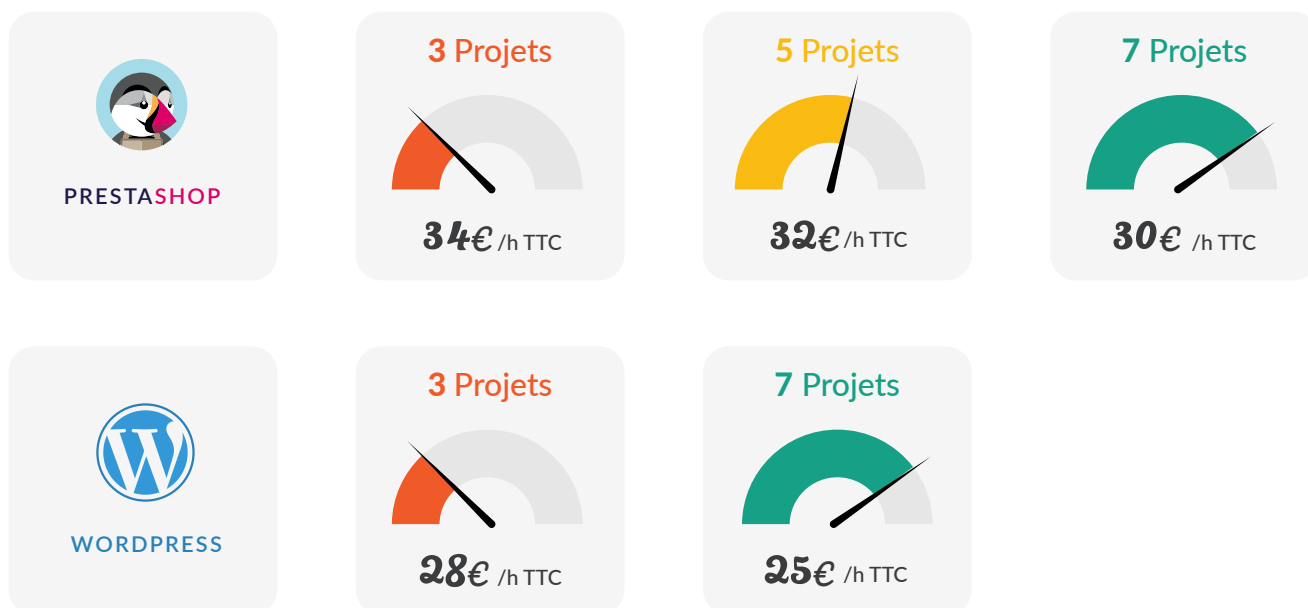 3 Projets
5 Projets
7 Projets
PRESTASHOP
34€ /h TTC
32€ /h TTC
30€ /h TTC
3 Projets
7 Projets
WORDPRESS
28€ /h TTC
25€ /h TTC